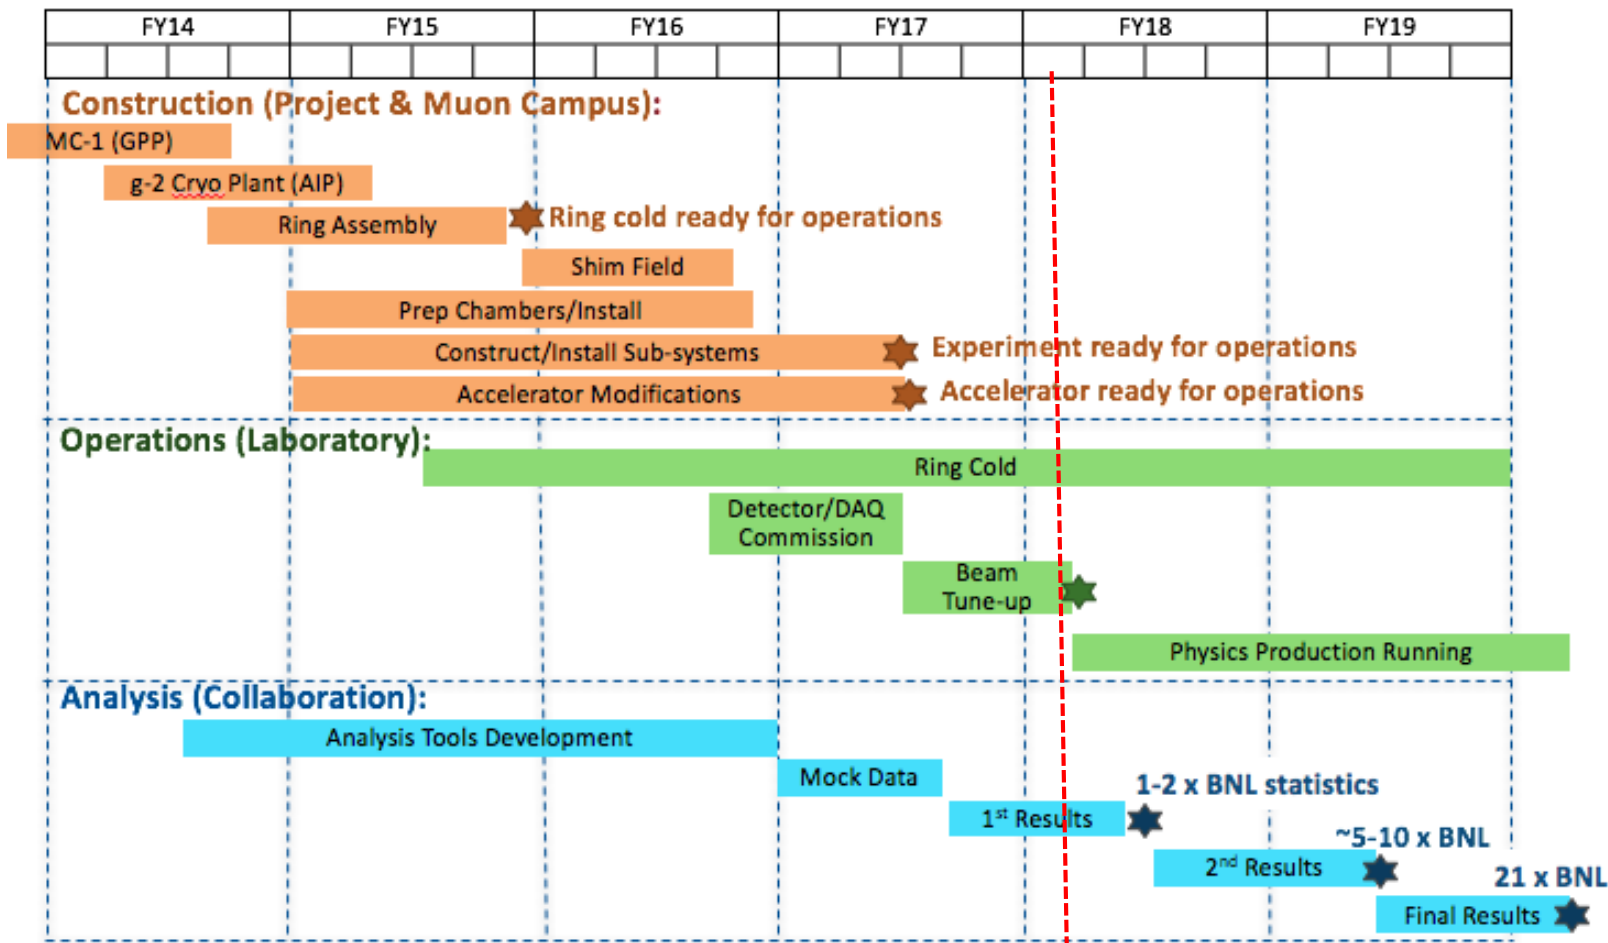 FY14 FY15 FY16 FY17 FY18 FY19
Construction (Project & Muon Campus):
MC-1 (GPP)
g-2 Cryo Plant (AIP)
Ring Assembly
Ring cold ready for operations
Shim Field
Prep Chambers/Install
Construct/Install Sub-systems
Experiment ready for operations
Accelerator Modifications
Accelerator ready for operations
Operations (Laboratory):
Ring Cold
Detector/DAQ
Commission
Beam
Tune-up
Physics Production Running
Analysis (Collaboration):
Analysis Tools Development
Mock Data
1-2 x BNL statistics
1st Results
~5-10 x BNL
2nd Results
21 x BNL
Final Results